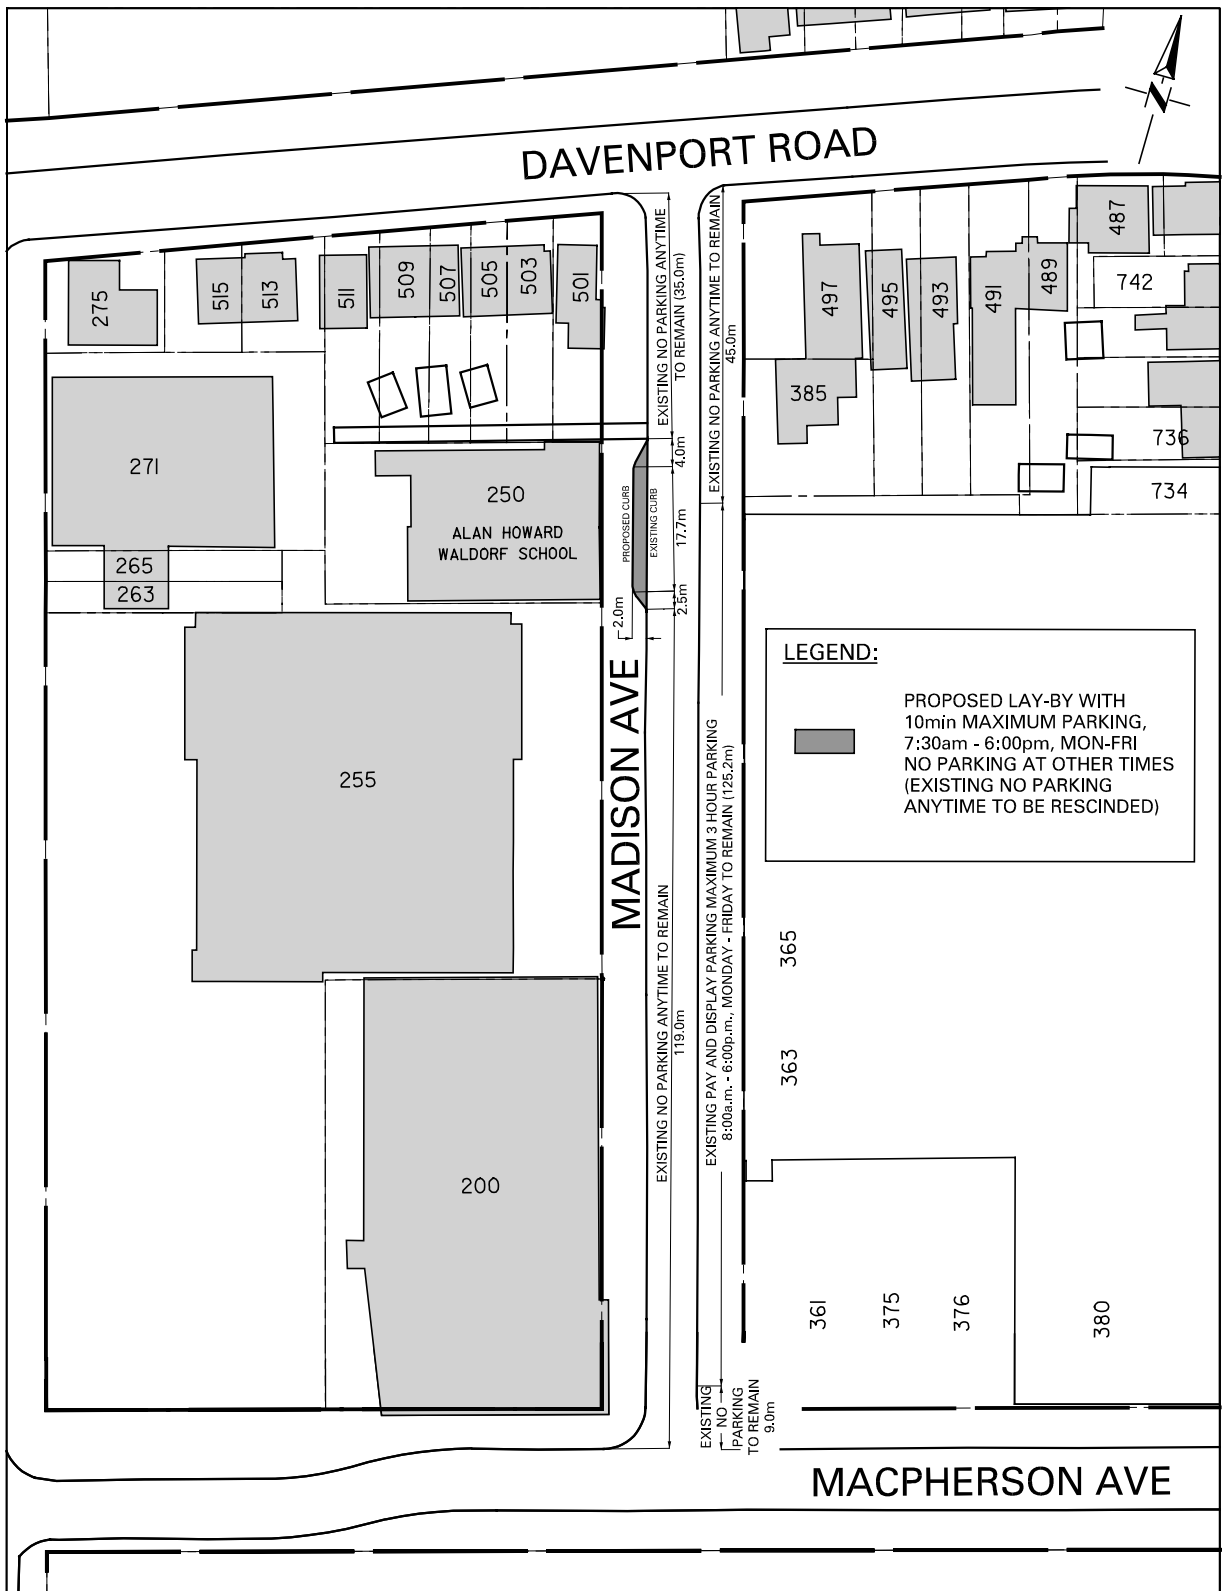 N
DAVENPORT ROAD
275
515
513
511
509
507
505
503
501
EXISTING NO PARKING ANYTIME
TO REMAIN (35.0m)
EXISTING NO PARKING ANYTIME TO REMAIN
45.0m
497
495
493
491
489
487
742
385
736
734
271
250
ALAN HOWARD
WALDORF SCHOOL
265
263
PROPOSED CURB
EXISTING CURB
4.0m
17.7m
2.5m
2.0m
MADISON AVE
255
LEGEND:
PROPOSED LAY-BY WITH
10min MAXIMUM PARKING,
7:30am - 6:00pm, MON-FRI
NO PARKING AT OTHER TIMES
(EXISTING NO PARKING
ANYTIME TO BE RESCINDED)
EXISTING NO PARKING ANYTIME TO REMAIN
119.0m
EXISTING PAY AND DISPLAY PARKING MAXIMUM 3 HOUR PARKING
8:00a.m. - 6:00p.m., MONDAY - FRIDAY TO REMAIN (125.2m)
365
363
200
361
375
376
380
EXISTING
NO
PARKING
TO REMAIN
9.0m
MACPHERSON AVE